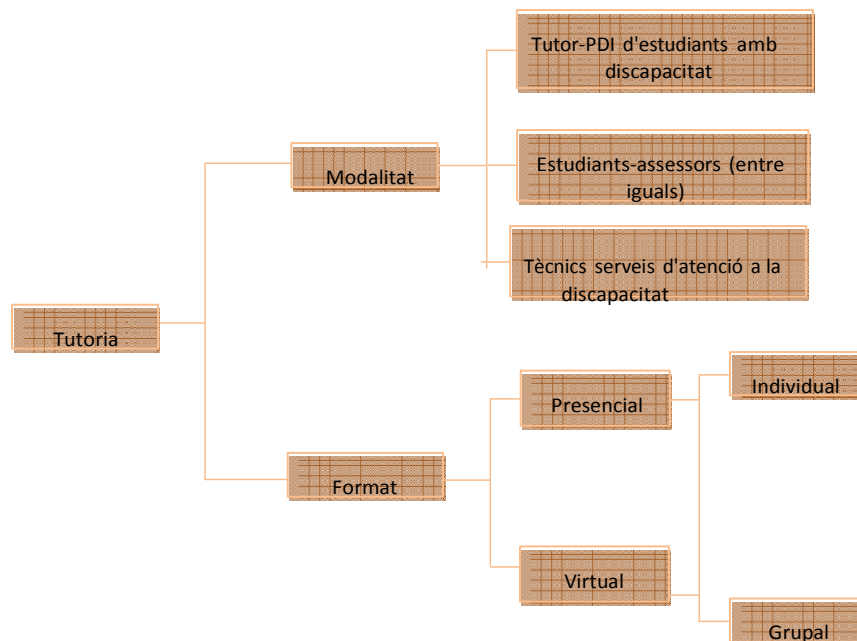 Tutor-PDI d'estudiants amb
discapacitat
Modalitat
Estudiants-assessors (entre
iguals)
Tècnics serveis d'atenció a la
discapacitat
Tutoria
Presencial
Individual
Format
Virtual
Grupal